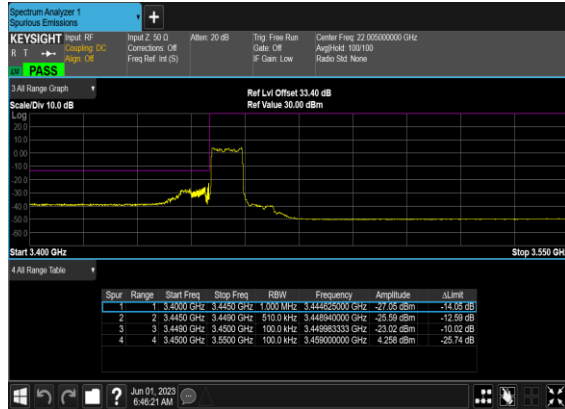 Spectrum Analyzer 1
Spurious Emissions
KEYSIGHT Input: RF Input Z: 50 Ω Atten: 20 dB Trig: Free Run Center Freq: 22.005000000 GHz
R T Coupling: DC Corrections: Off Gate: Off Avg|Hold: 100/100
Align: Off Freq Ref: Int (S) IF Gain: Low Radio Std: None
PASS
3 All Range Graph
Ref Lvl Offset 33.40 dB
Scale/Div 10.0 dB Ref Value 30.00 dBm
Log
20.0
10.0
0.00
-10.0
-20.0
-30.0
-40.0
-50.0
-60.0
Start 3.400 GHz Stop 3.550 GH
4 All Range Table
Spur Range Start Freq Stop Freq RBW Frequency Amplitude ΔLimit
1 1 3.4000 GHz 3.4450 GHz 1.000 MHz 3.444625000 GHz -27.05 dBm -14.05 dB
2 2 3.4450 GHz 3.4490 GHz 510.0 kHz 3.448940000 GHz -25.59 dBm -12.59 dB
3 3 3.4490 GHz 3.4500 GHz 100.0 kHz 3.449983333 GHz -23.02 dBm -10.02 dB
4 4 3.4500 GHz 3.5500 GHz 100.0 kHz 3.459000000 GHz 4.258 dBm -25.74 dB
Jun 01, 2023
6:46:21 AM